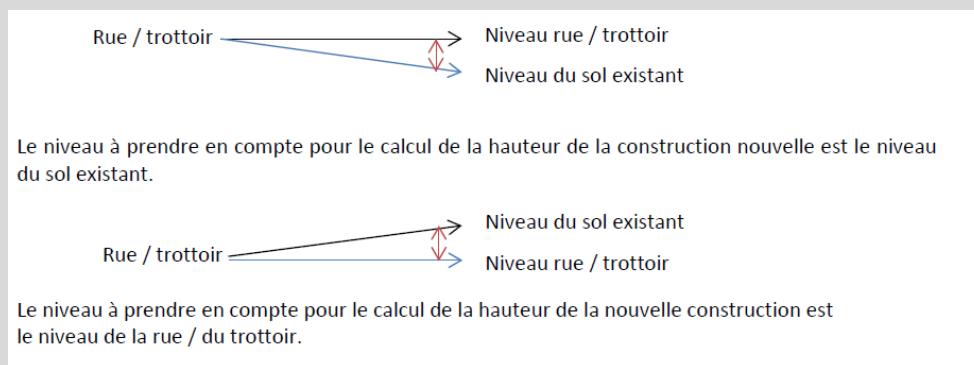 Rue / trottoir
Niveau rue / trottoir
Niveau du sol existant
Le niveau à prendre en compte pour le calcul de la hauteur de la construction nouvelle est le niveau
du sol existant.
Niveau du sol existant
Rue / trottoir
Niveau rue / trottoir
Le niveau à prendre en compte pour le calcul de la hauteur de la nouvelle construction est
le niveau de la rue / du trottoir.